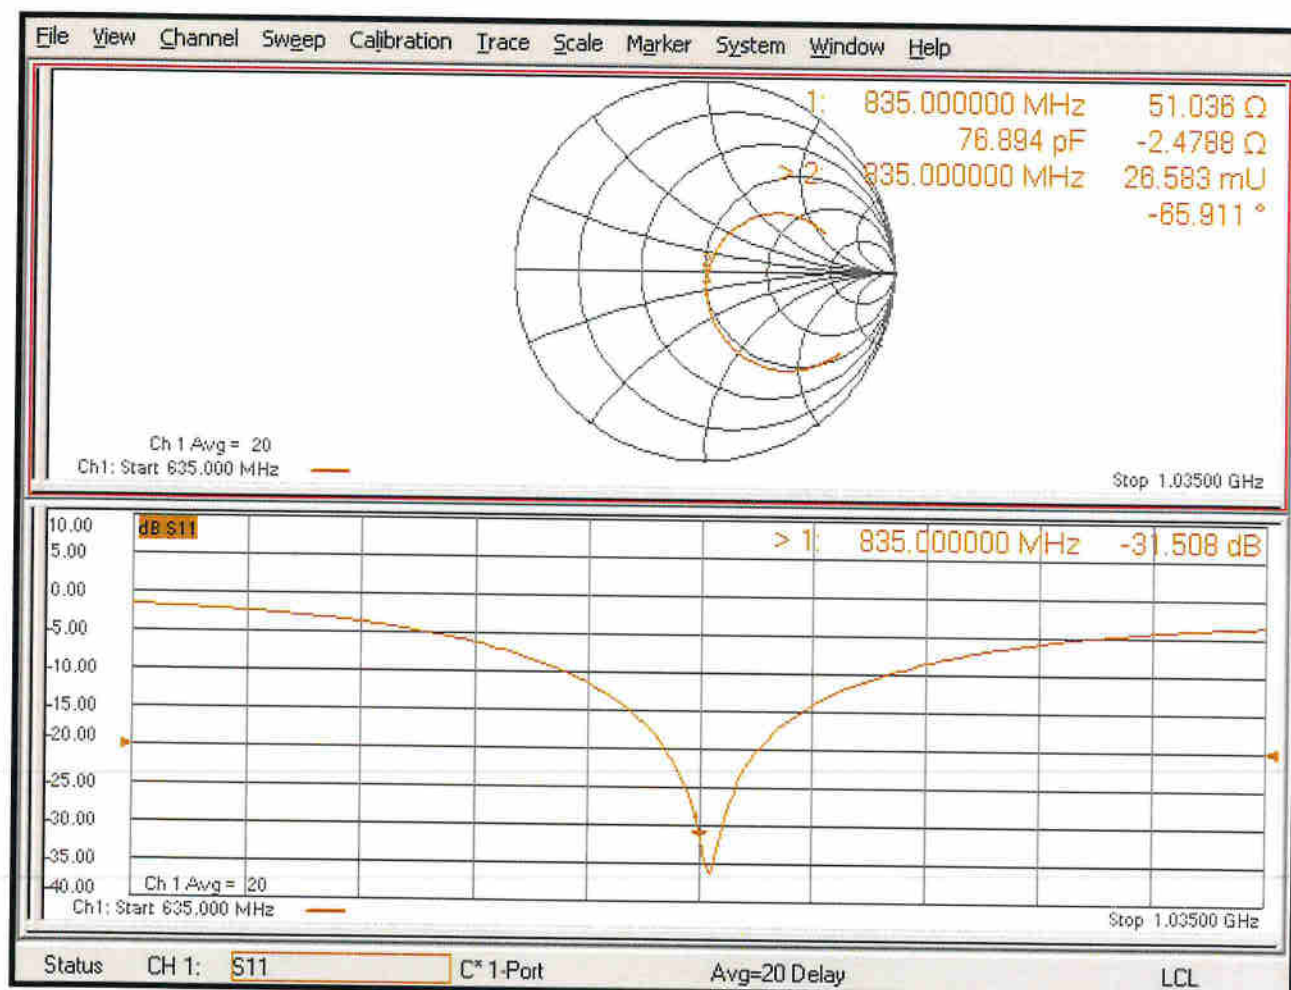 File View Channel Sweep Calibration Trace Scale Marker System Window Help
1: 835.000000 MHz 51.036 Ω
76.894 pF -2.4788 Ω
> 2: 835.000000 MHz 26.583 mU
-65.911 °
Ch 1 Avg = 20
Ch1: Start 635.000 MHz
Stop 1.03500 GHz
10.00
dB S11
> 1: 835.000000 MHz -31.508 dB
5.00
0.00
-5.00
-10.00
-15.00
-20.00
-25.00
-30.00
-35.00
-40.00
Ch 1 Avg = 20
Ch1: Start 635.000 MHz
Stop 1.03500 GHz
Status CH 1: S11 C* 1-Port Avg=20 Delay LCL